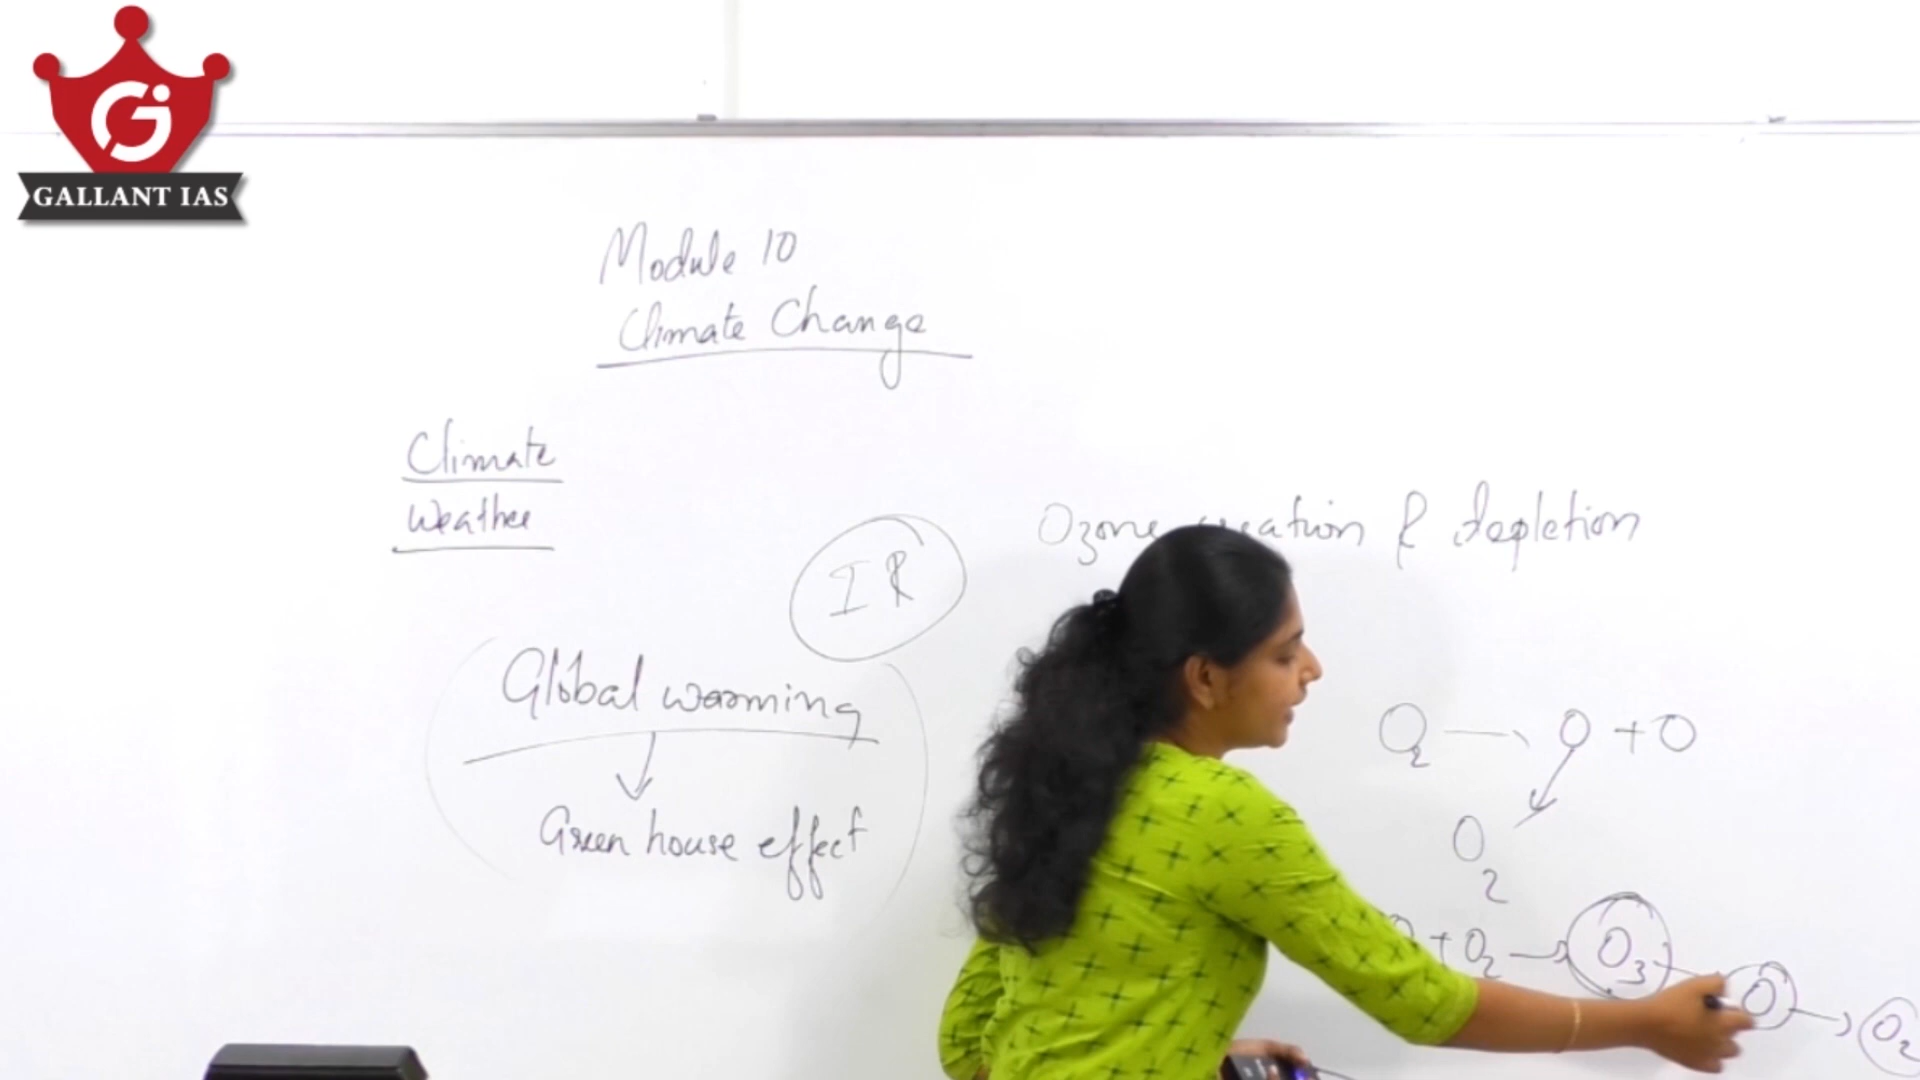 GALLANT IAS
Module 10
Climate Change
Climate
Weather
IR
Global warming
Green house effect
Ozone creation & depletion
O2 → O + O
O2
O + O2 → O3 → O → O2